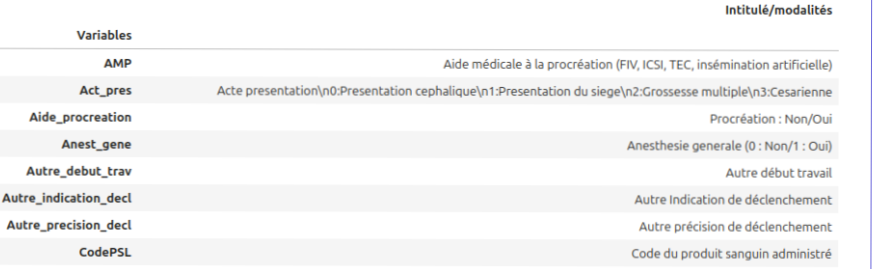 Intitulé/modalités
Variables
AMP Aide médicale à la procréation (FIV, ICSI, TEC, insémination artificielle)
Act_pres Acte presentation\n0:Presentation cephalique\n1:Presentation du siege\n2:Grossesse multiple\n3:Cesarienne
Aide_procreation Procréation : Non/Oui
Anest_gene Anesthesie generale (0 : Non/1 : Oui)
Autre_debut_trav Autre début travail
Autre_indication_decl Autre Indication de déclenchement
Autre_precision_decl Autre précision de déclenchement
CodePSL Code du produit sanguin administré